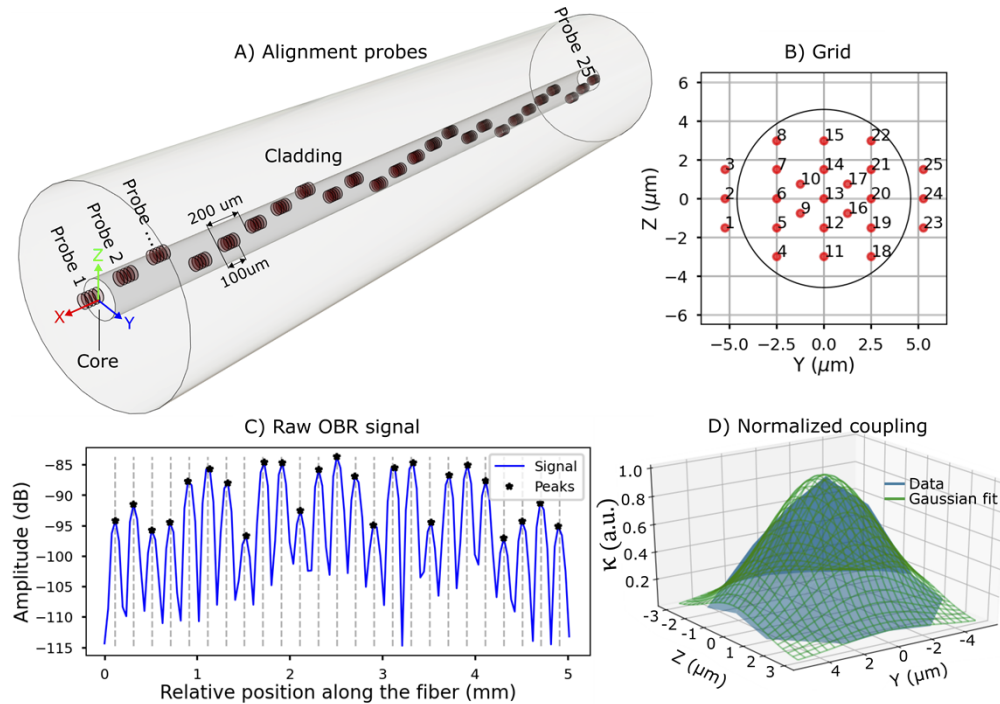 A) Alignment probes
Probe 25
Cladding
Probe ...
Probe 2
Probe 1
200 um
100um
Z
X
Y
Core
B) Grid
6
4
2
0
−2
−4
−6
Z (μm)
8 15 22
3 7 14 21 25
10 17
2 6 13 20 24
9 16
1 5 12 19 23
4 11 18
−5.0 −2.5 0.0 2.5 5.0
Y (μm)
C) Raw OBR signal
−85
−90
−95
−100
−105
−110
−115
Amplitude (dB)
Signal
Peaks
0 1 2 3 4 5
Relative position along the fiber (mm)
D) Normalized coupling
Data
Gaussian fit
1.0
0.8
0.6
0.4
0.2
κ (a.u.)
−3
−2
−1
0
1
2
3
Z (μm)
4 2 0 −2 −4
Y (μm)